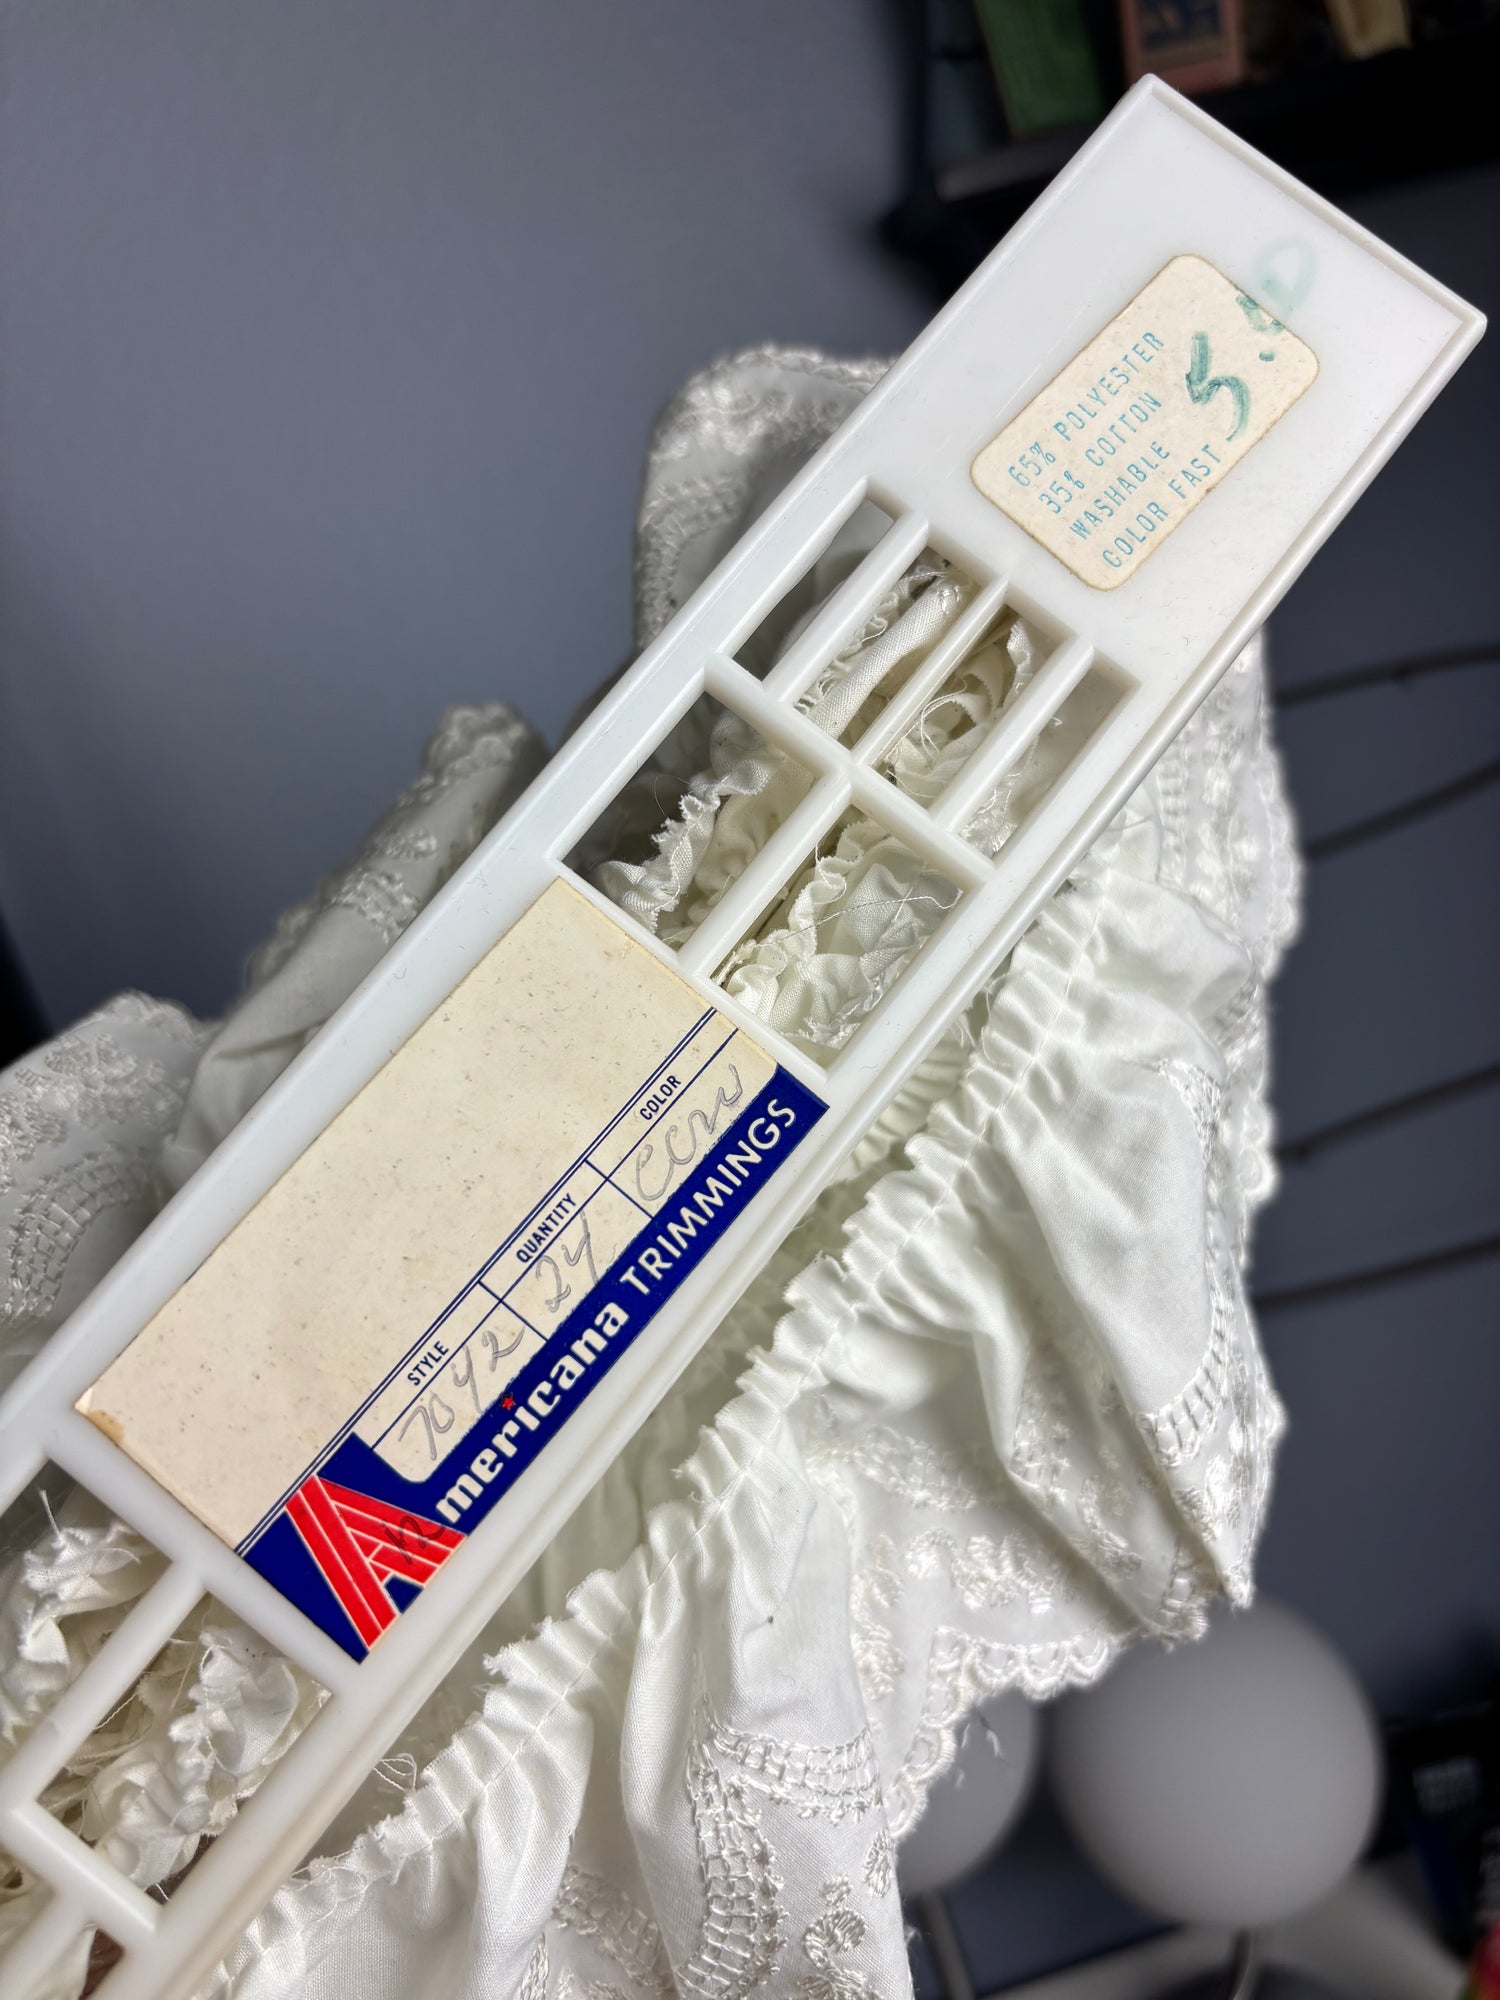 65% POLYESTER
35% COTTON
WASHABLE
COLOR FAST
STYLE QUANTITY COLOR
7042 24
Americana TRIMMINGS